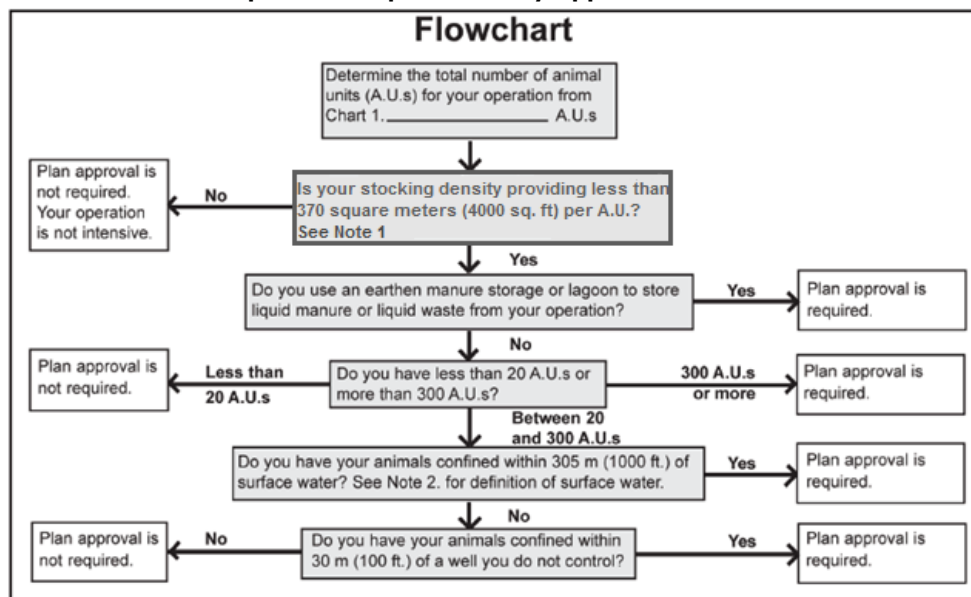 Flowchart
Determine the total number of animal
units (A.U.s) for your operation from
Chart 1. A.U.s
Plan approval is
not required.
Your operation
is not intensive.
No
Is your stocking density providing less than
370 square meters (4000 sq. ft) per A.U.?
See Note 1
Yes
Do you use an earthen manure storage or lagoon to store
liquid manure or liquid waste from your operation?
Yes
Plan approval is
required.
No
Plan approval is
not required.
Less than
20 A.U.s
Do you have less than 20 A.U.s or
more than 300 A.U.s?
300 A.U.s
or more
Plan approval is
required.
Between 20
and 300 A.U.s
Do you have your animals confined within 305 m (1000 ft.) of
surface water? See Note 2. for definition of surface water.
Yes
Plan approval is
required.
No
Plan approval is
not required.
No
Do you have your animals confined within
30 m (100 ft.) of a well you do not control?
Yes
Plan approval is
required.